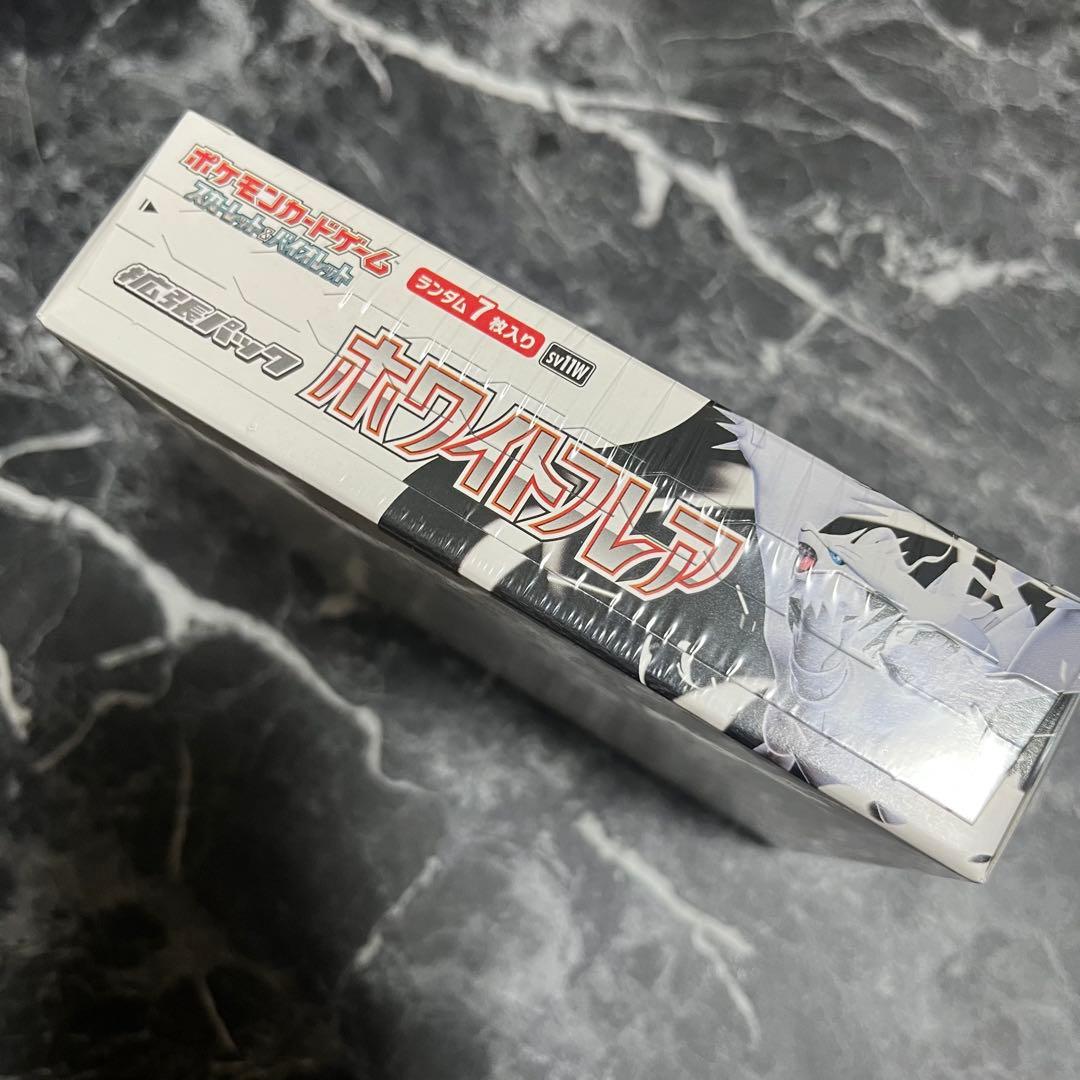 ポケモンカードゲーム
スカーレット&バイオレット
拡張パック
ランダム7枚入り
sv11W
ホワイトフレア